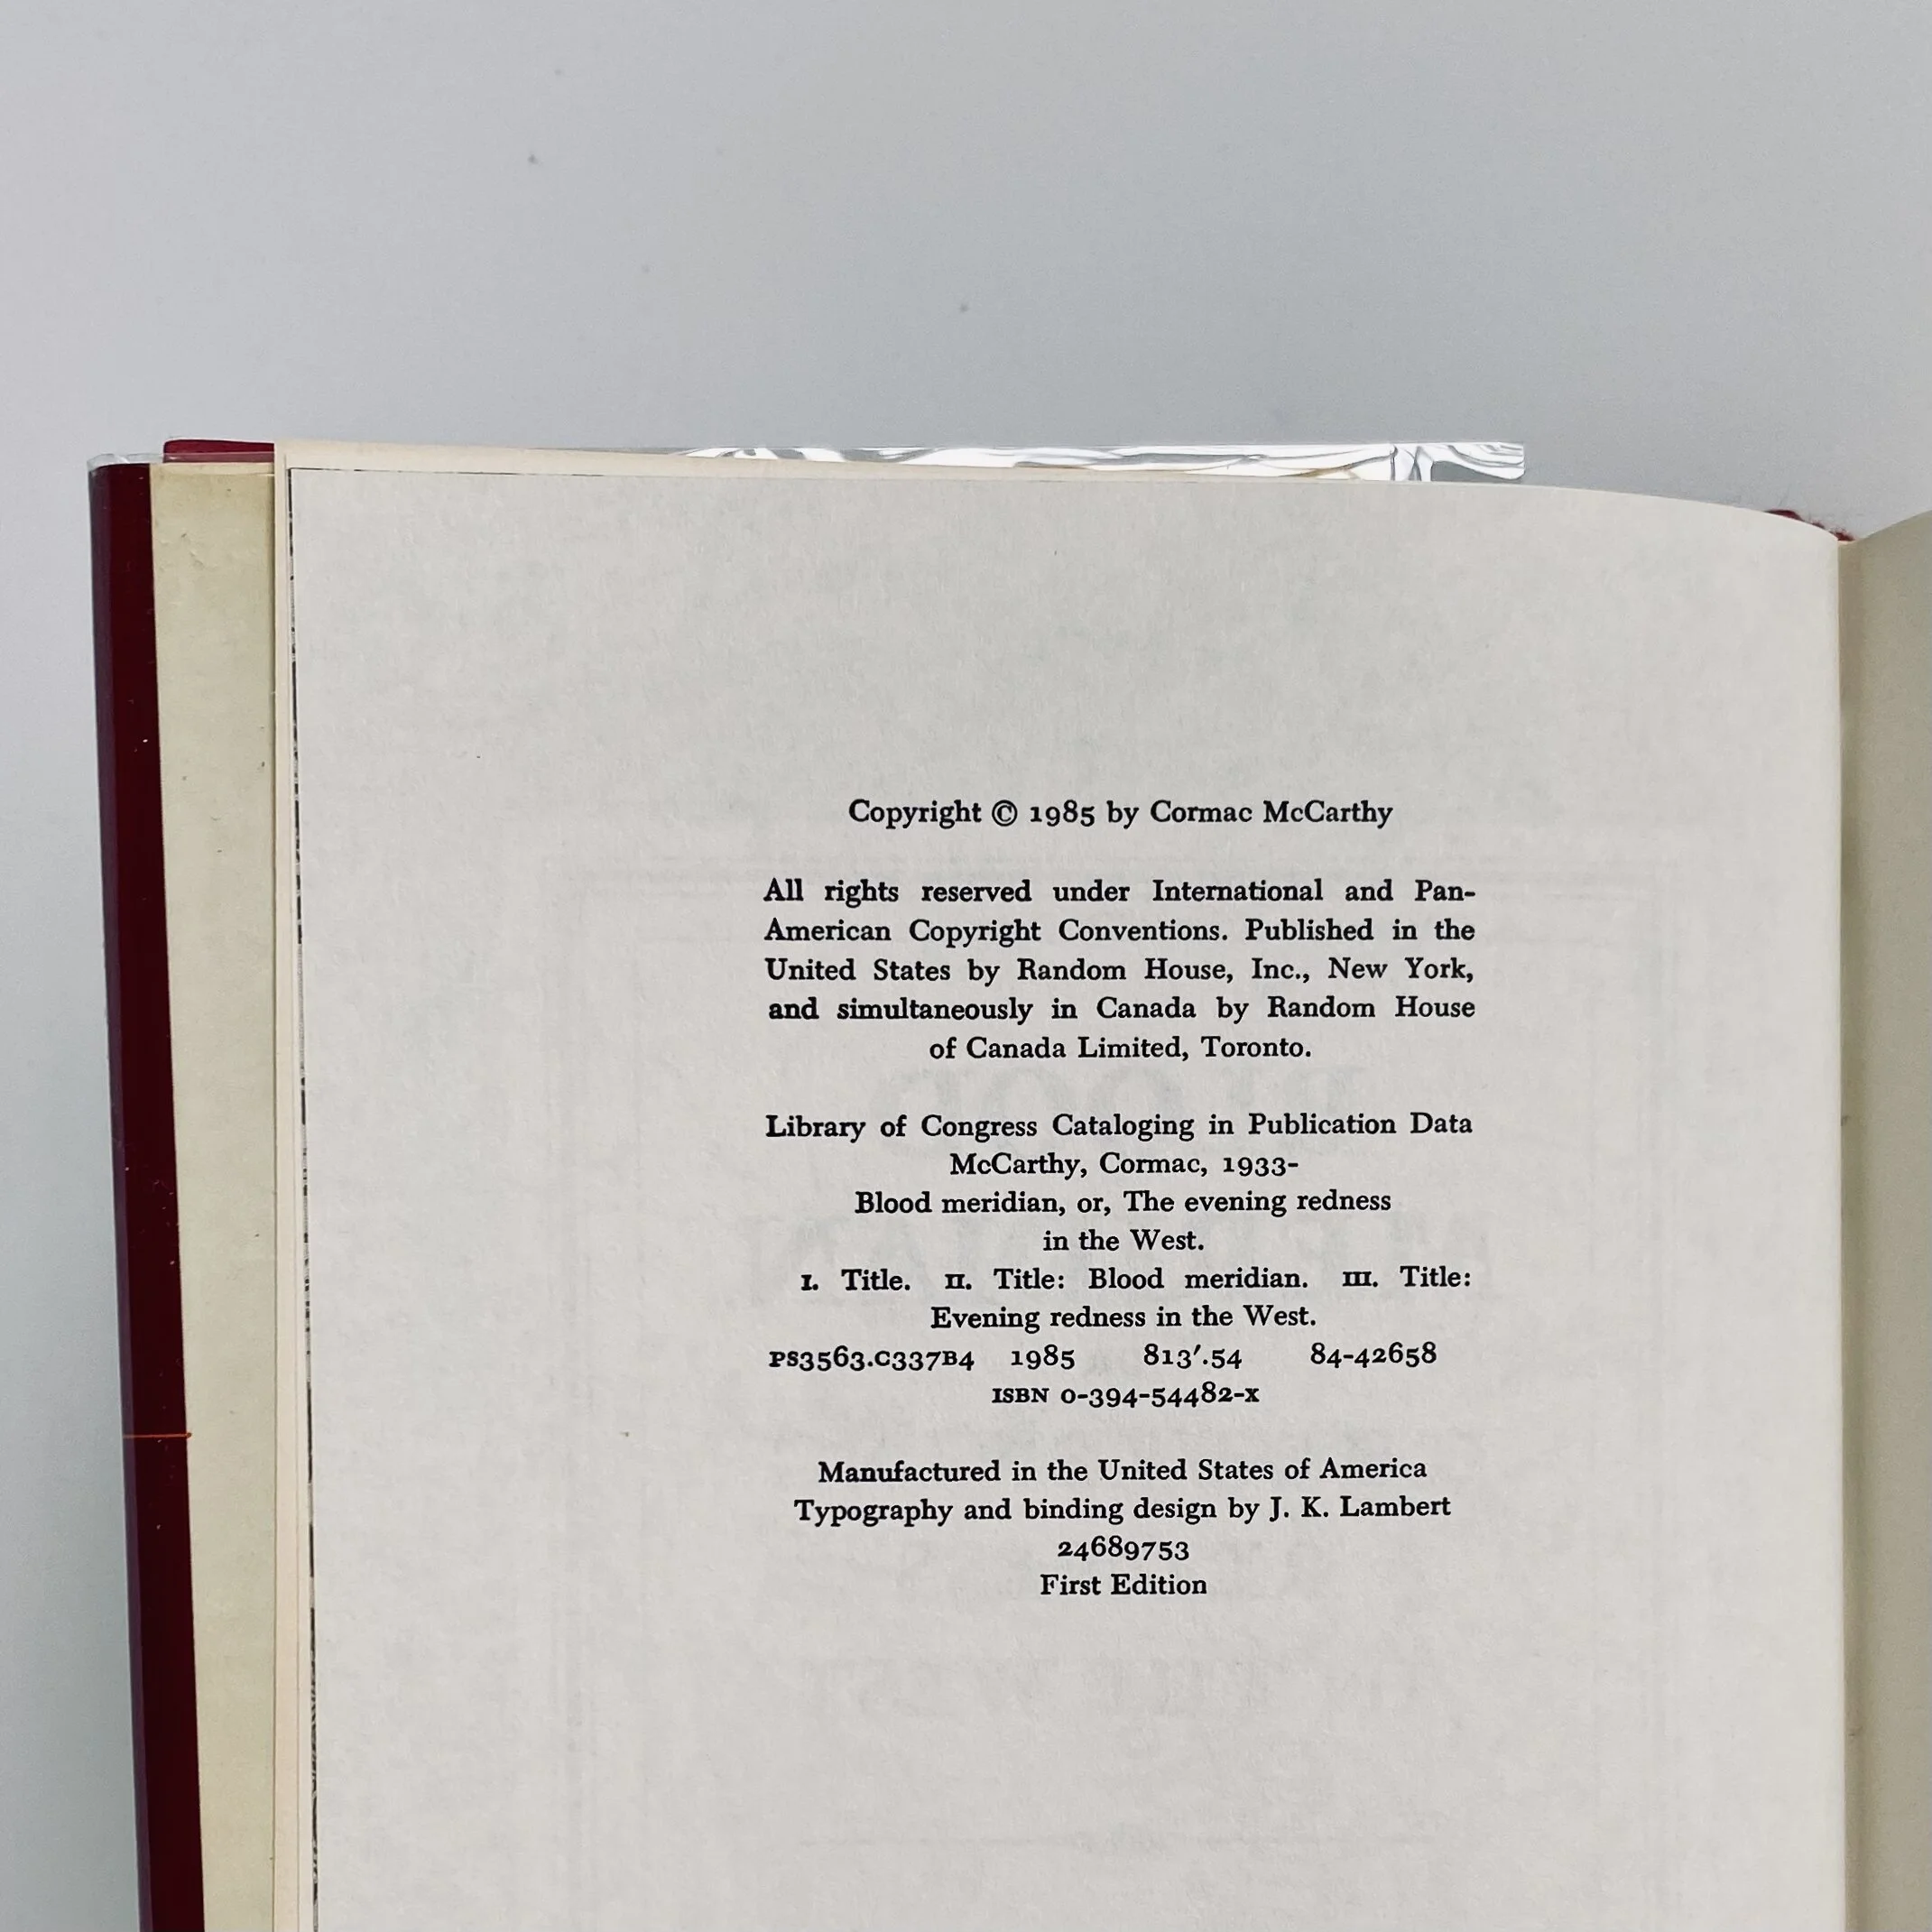 Copyright © 1985 by Cormac McCarthy
All rights reserved under International and Pan-
American Copyright Conventions. Published in the
United States by Random House, Inc., New York,
and simultaneously in Canada by Random House
of Canada Limited, Toronto.
Library of Congress Cataloging in Publication Data
McCarthy, Cormac, 1933-
Blood meridian, or, The evening redness
in the West.
I. Title. II. Title: Blood meridian. III. Title:
Evening redness in the West.
PS3563.C337B4 1985 813'.54 84-42658
ISBN 0-394-54482-X
Manufactured in the United States of America
Typography and binding design by J. K. Lambert
24689753
First Edition